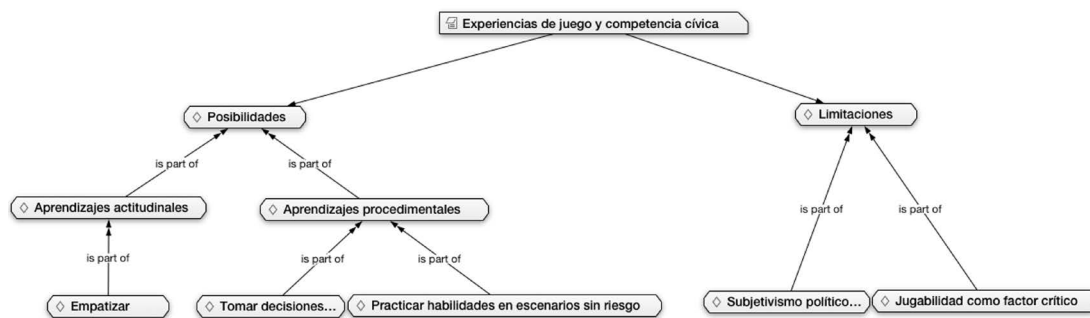 Experiencias de juego y competencia cívica
Posibilidades
Limitaciones
is part of
is part of
Aprendizajes actitudinales
Aprendizajes procedimentales
is part of
is part of
is part of
is part of
is part of
Empatizar
Tomar decisiones...
Practicar habilidades en escenarios sin riesgo
Subjetivismo político...
Jugabilidad como factor crítico